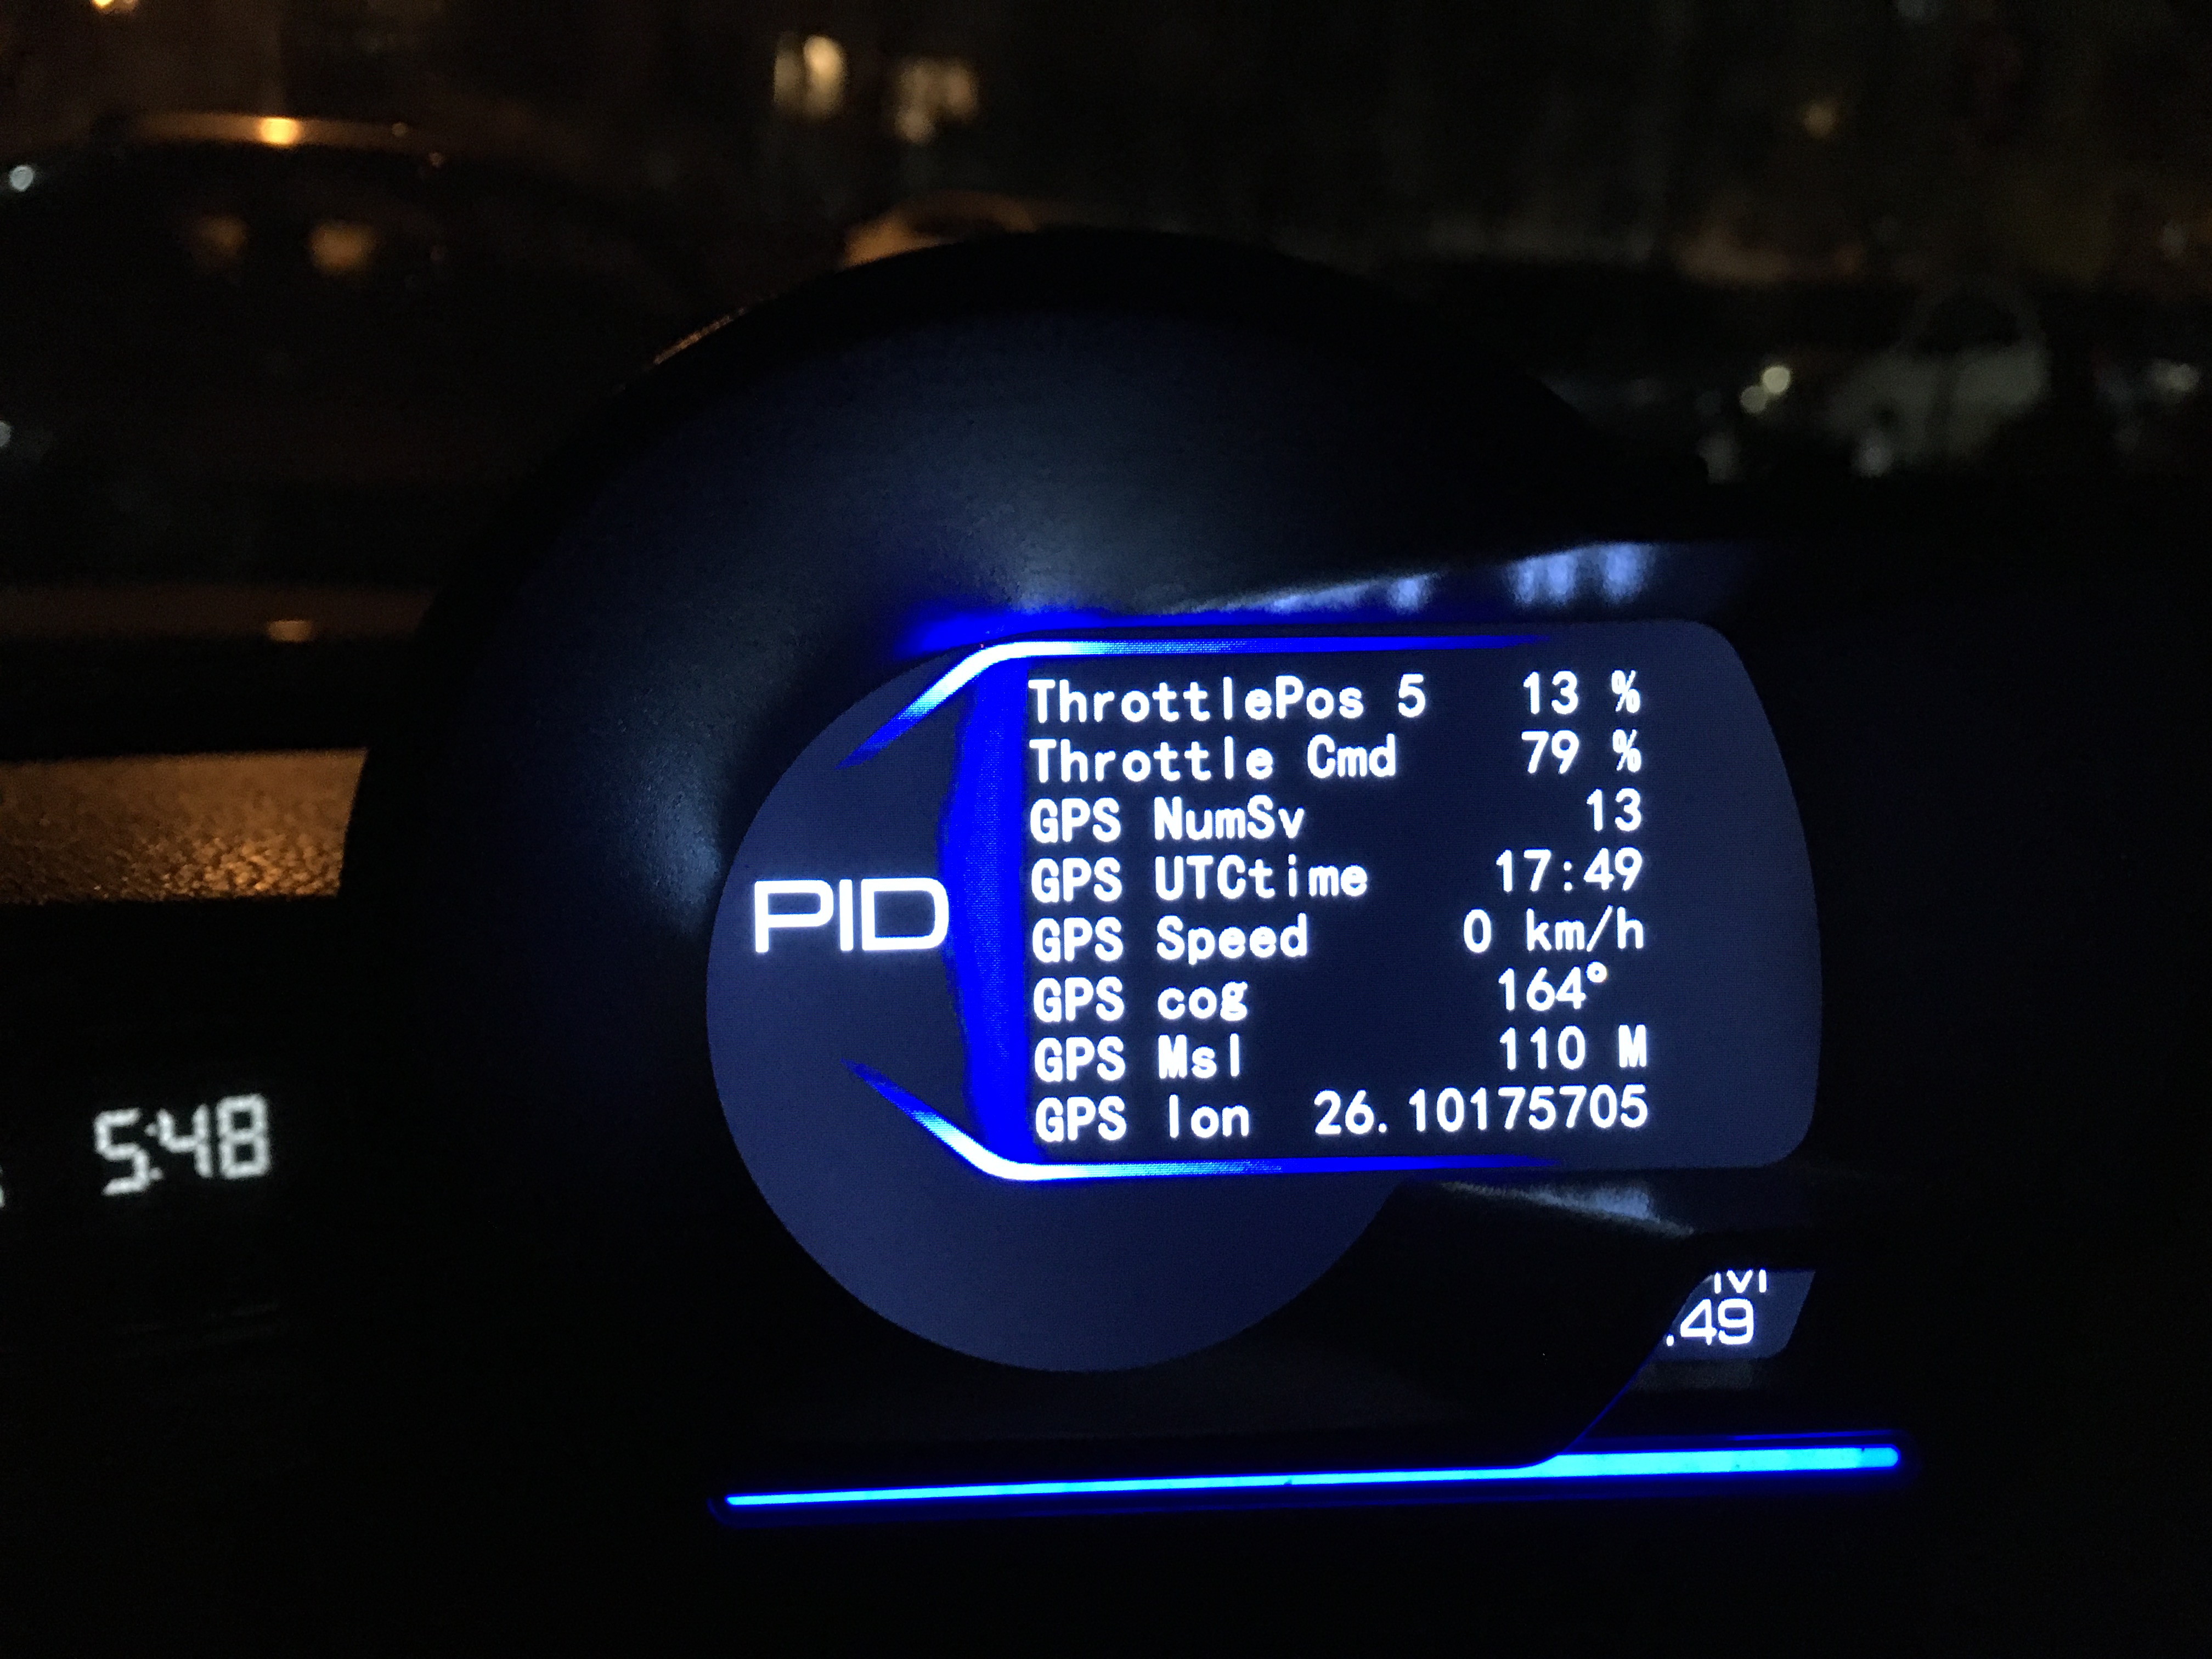 ThrottlePos 5 13 %
Throttle Cmd 79 %
GPS NumSv 13
GPS UTCtime 17:49
GPS Speed 0 km/h
GPS cog 164°
GPS Msl 110 M
GPS lon 26.10175705
PID
5:48
.49